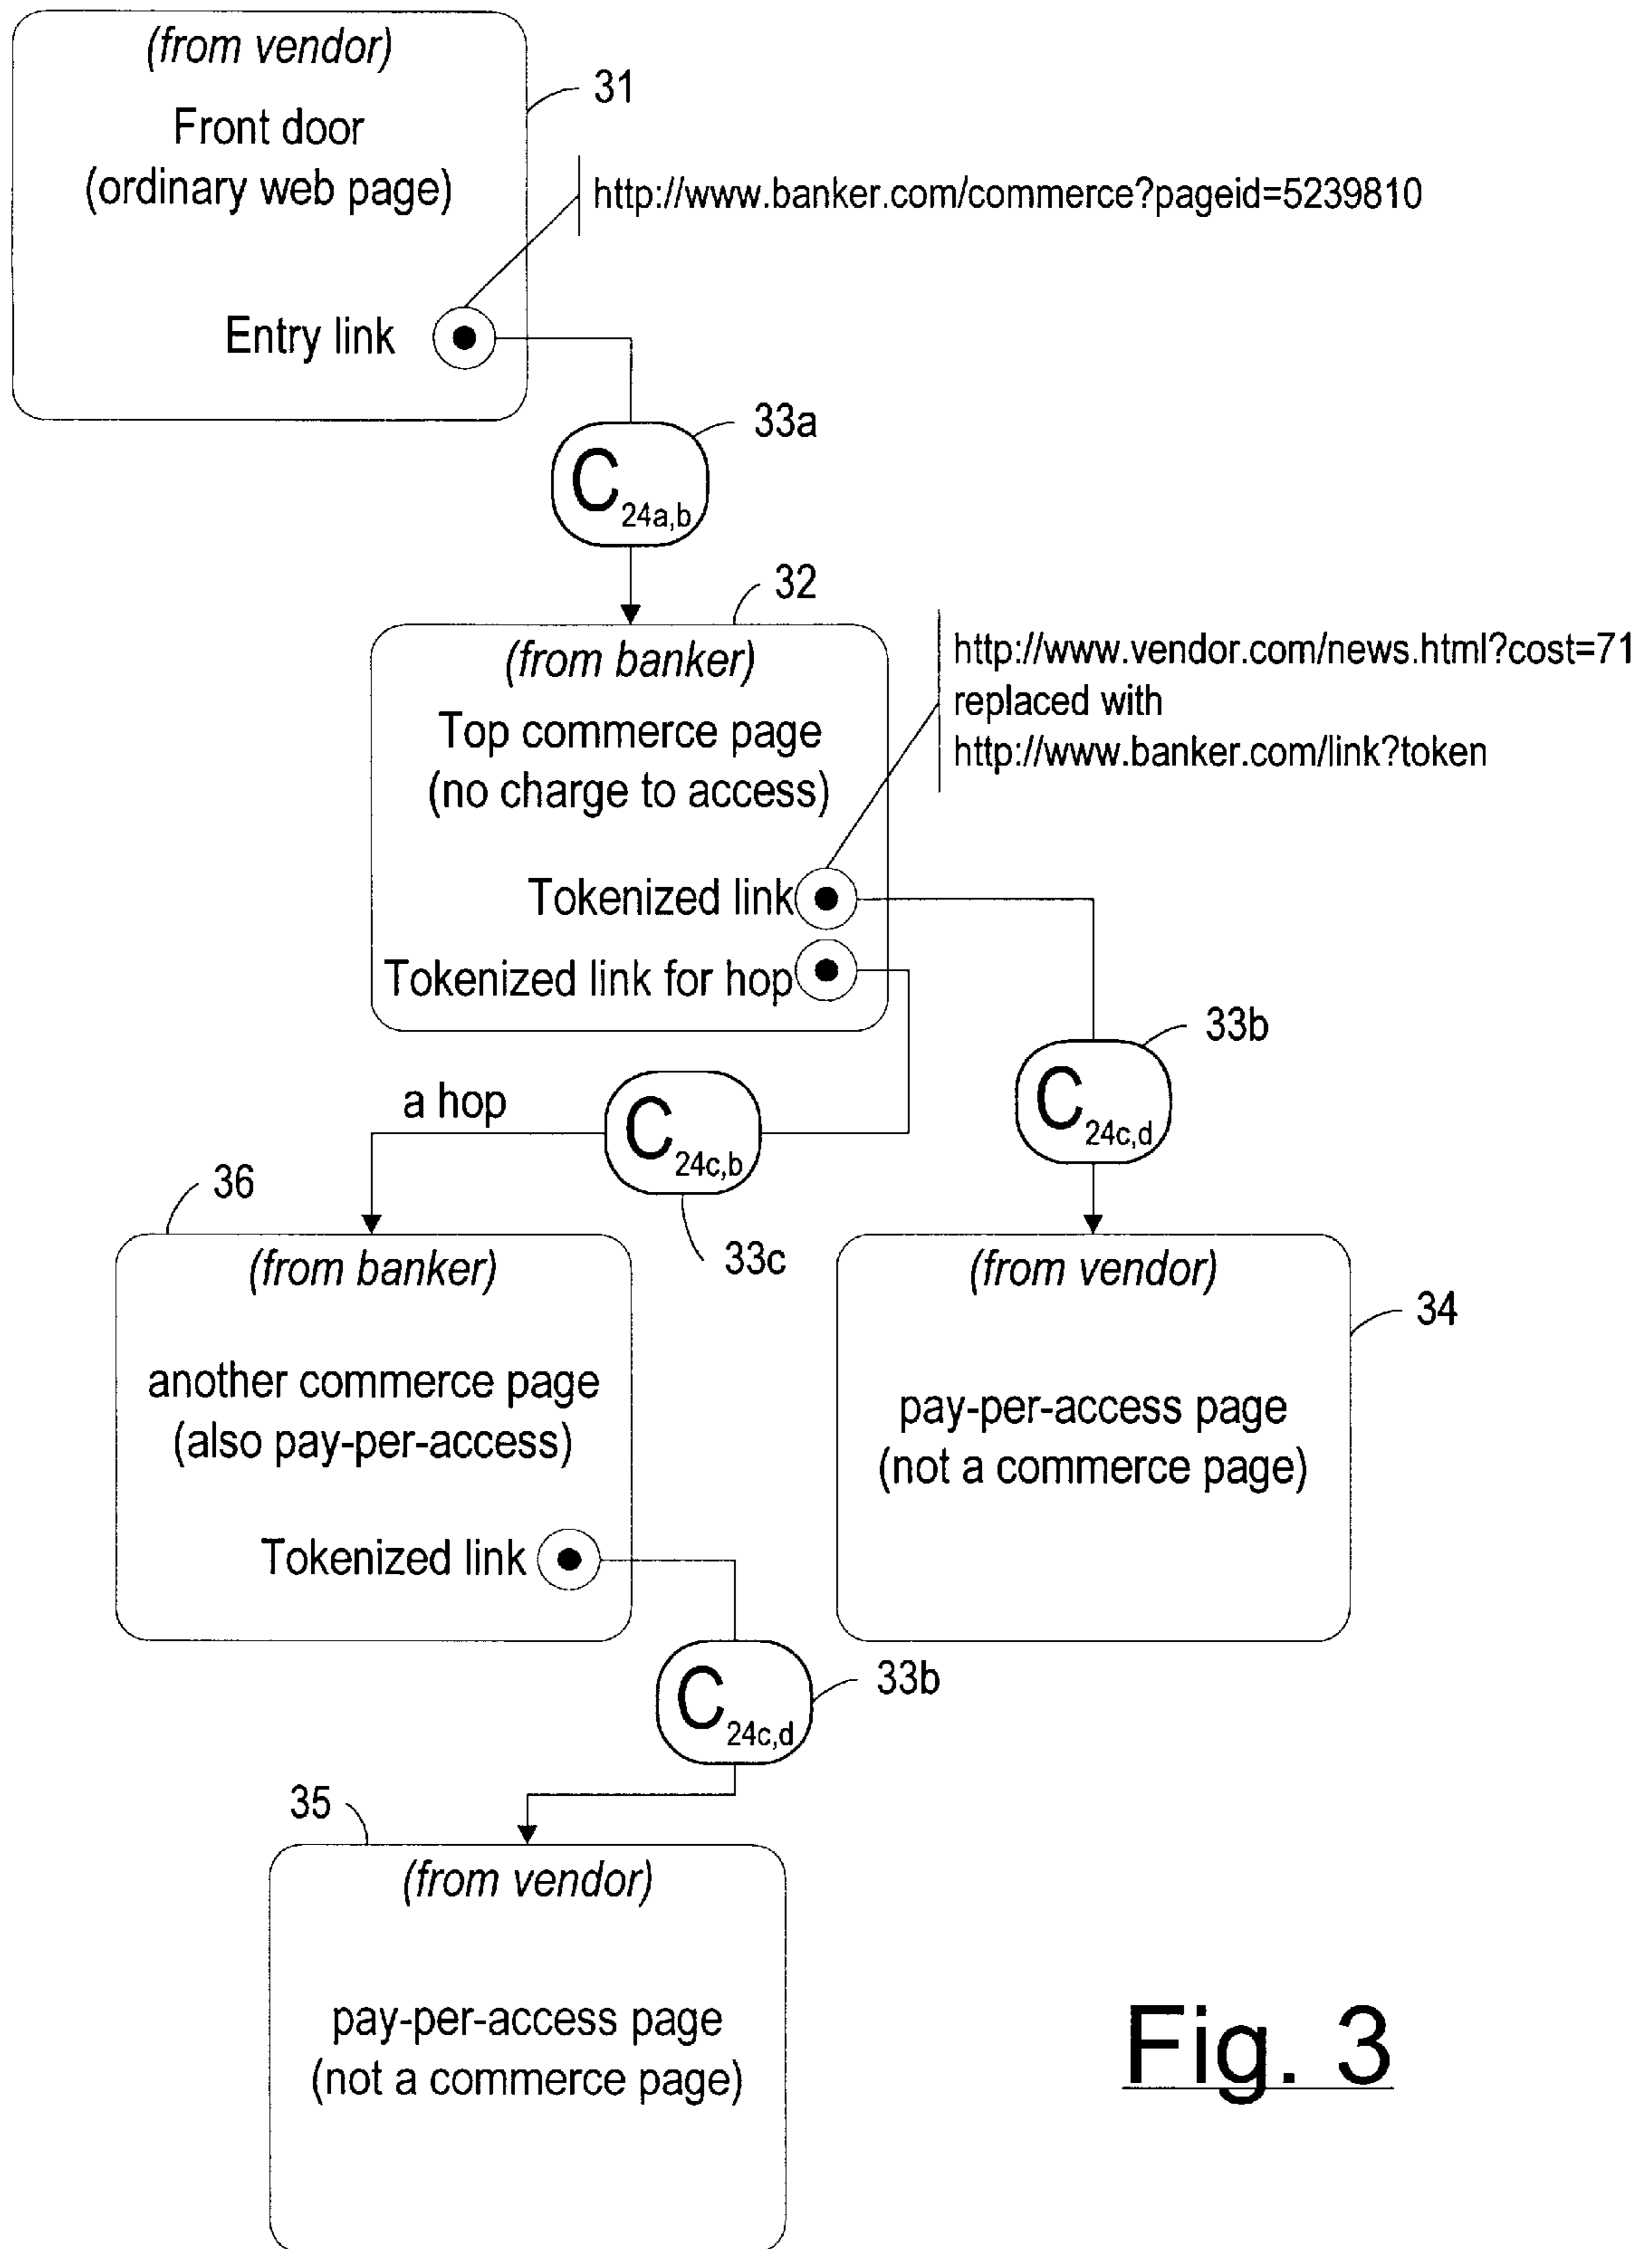 (from vendor)
Front door
(ordinary web page)
31
http://www.banker.com/commerce?pageid=5239810
Entry link
33a
C24a,b
32
(from banker)
Top commerce page
(no charge to access)
http://www.vendor.com/news.html?cost=71
replaced with
http://www.banker.com/link?token
Tokenized link
Tokenized link for hop
33b
C24c,d
a hop
C24c,b
33c
36
(from banker)
another commerce page
(also pay-per-access)
Tokenized link
(from vendor)
34
pay-per-access page
(not a commerce page)
33b
C24c,d
35
(from vendor)
pay-per-access page
(not a commerce page)
Fig. 3